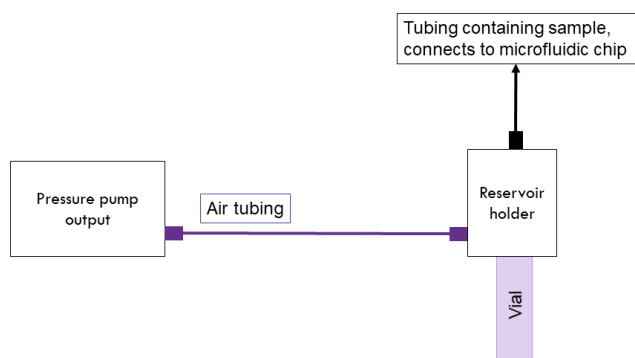 Tubing containing sample,
connects to microfluidic chip
Pressure pump
output
Air tubing
Reservoir
holder
Vial